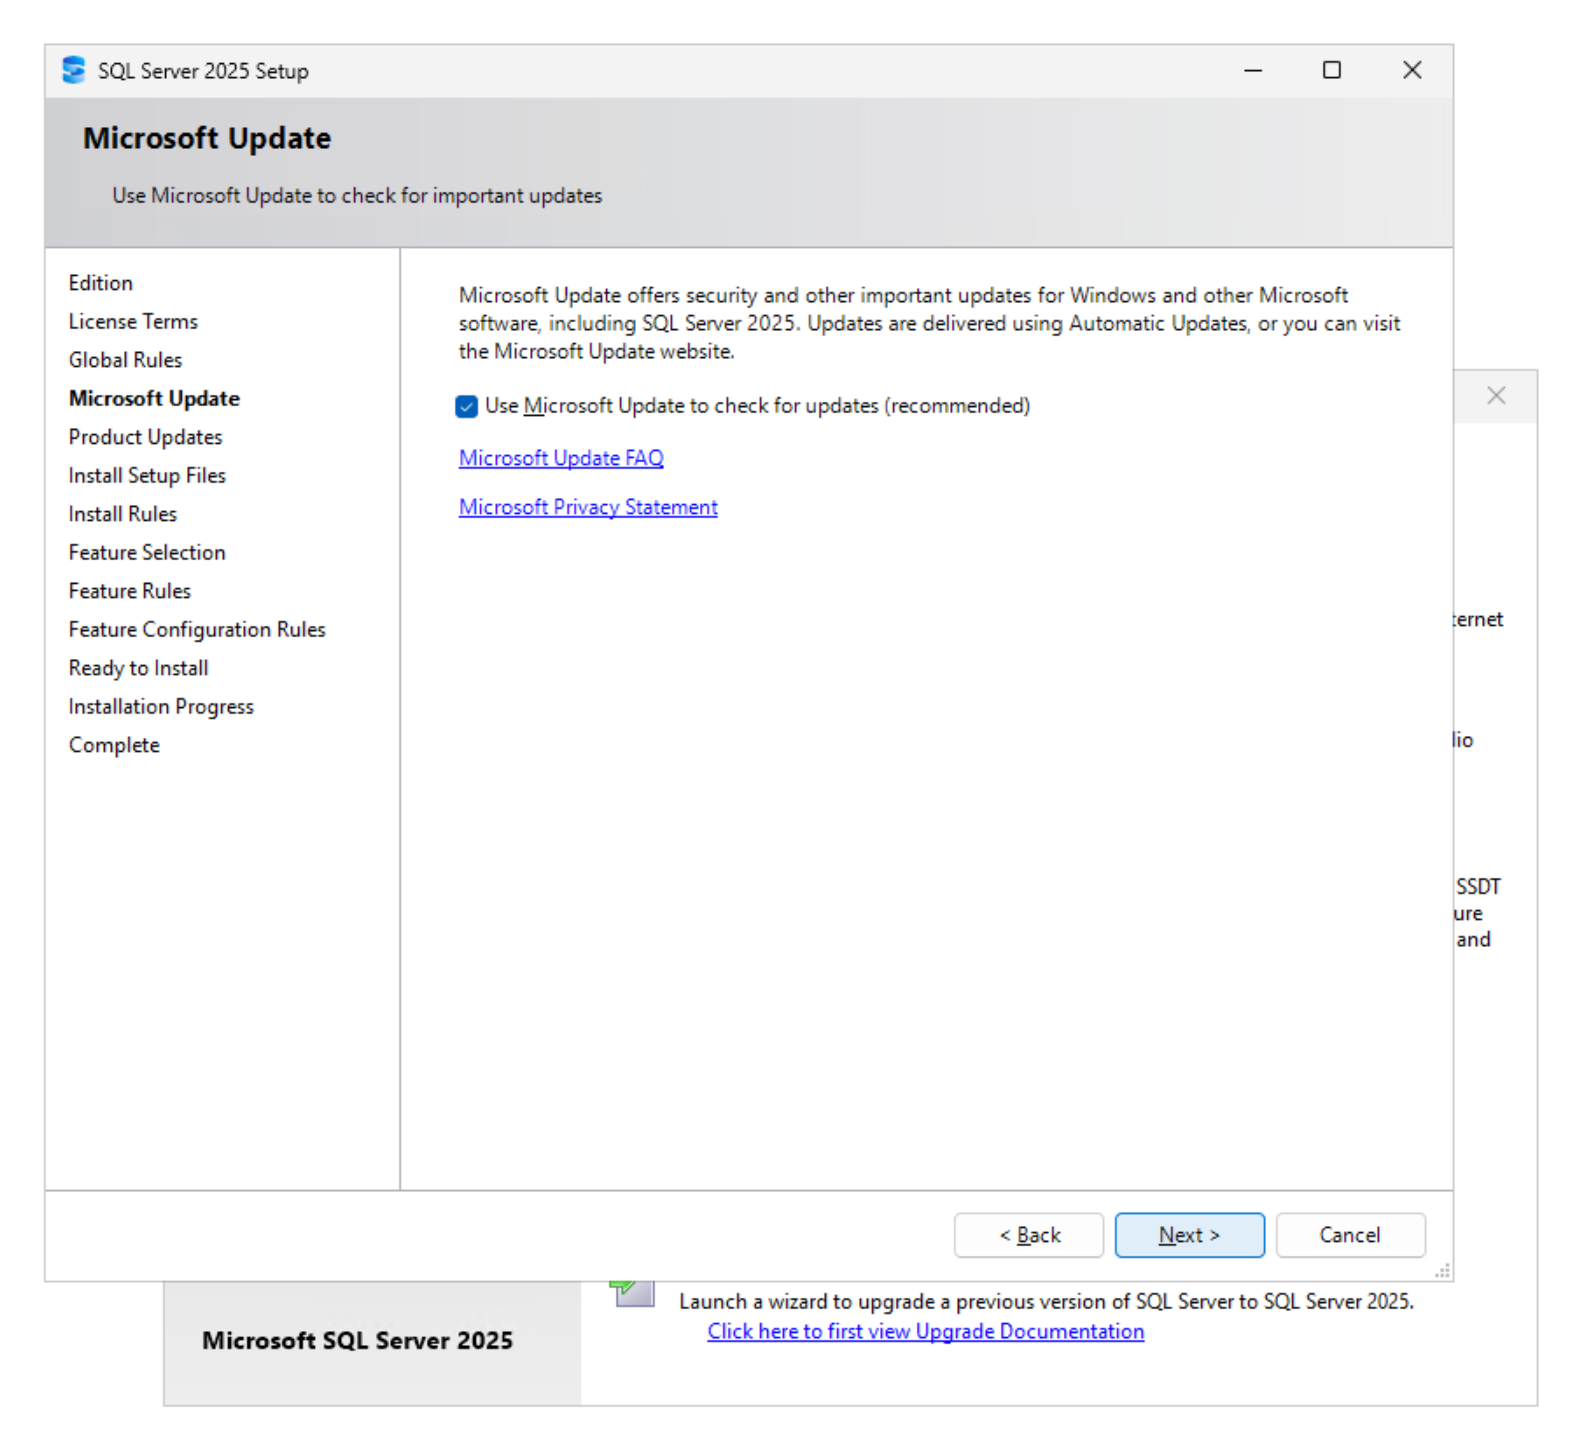 SQL Server 2025 Setup
Microsoft Update
Use Microsoft Update to check for important updates
Edition
License Terms
Global Rules
Microsoft Update
Product Updates
Install Setup Files
Install Rules
Feature Selection
Feature Rules
Feature Configuration Rules
Ready to Install
Installation Progress
Complete
Microsoft Update offers security and other important updates for Windows and other Microsoft
software, including SQL Server 2025. Updates are delivered using Automatic Updates, or you can visit
the Microsoft Update website.
Use Microsoft Update to check for updates (recommended)
Microsoft Update FAQ
Microsoft Privacy Statement
ternet
lio
SSDT
ure
and
< Back
Next >
Cancel
Launch a wizard to upgrade a previous version of SQL Server to SQL Server 2025.
Click here to first view Upgrade Documentation
Microsoft SQL Server 2025